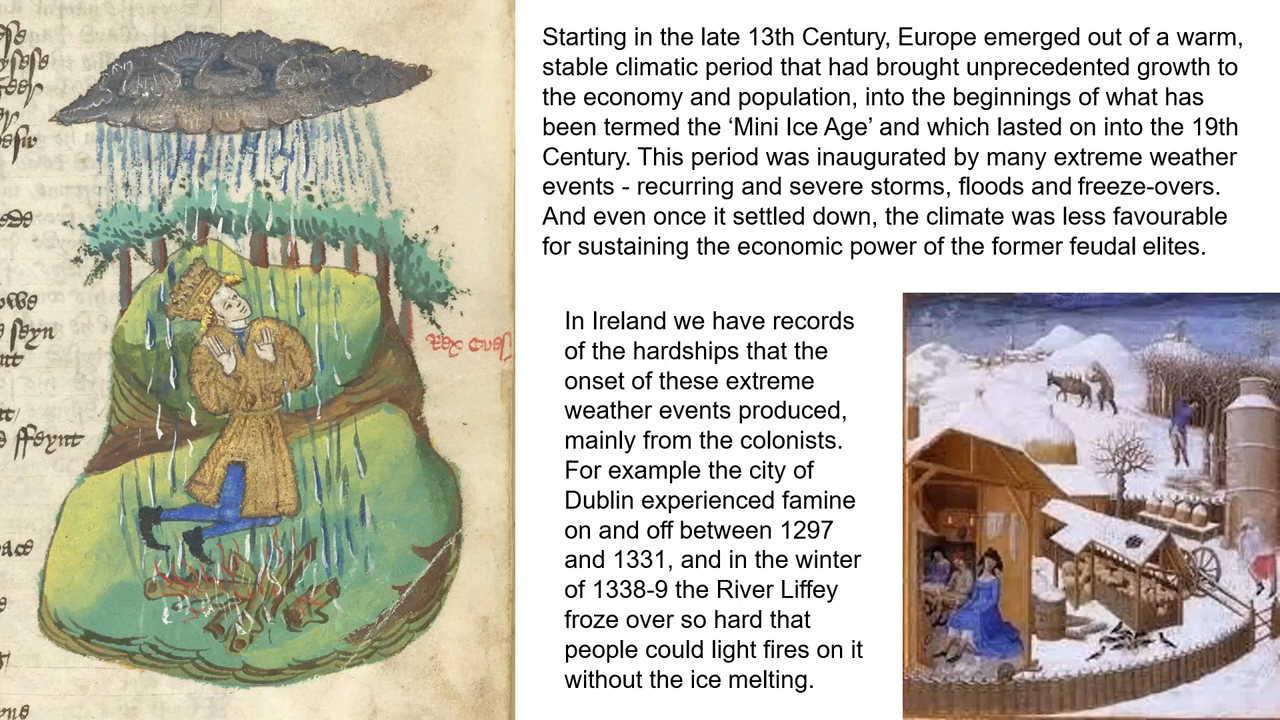 Starting in the late 13th Century, Europe emerged out of a warm,
stable climatic period that had brought unprecedented growth to
the economy and population, into the beginnings of what has
been termed the ‘Mini Ice Age’ and which lasted on into the 19th
Century. This period was inaugurated by many extreme weather
events - recurring and severe storms, floods and freeze-overs.
And even once it settled down, the climate was less favourable
for sustaining the economic power of the former feudal elites.
In Ireland we have records
of the hardships that the
onset of these extreme
weather events produced,
mainly from the colonists.
For example the city of
Dublin experienced famine
on and off between 1297
and 1331, and in the winter
of 1338-9 the River Liffey
froze over so hard that
people could light fires on it
without the ice melting.